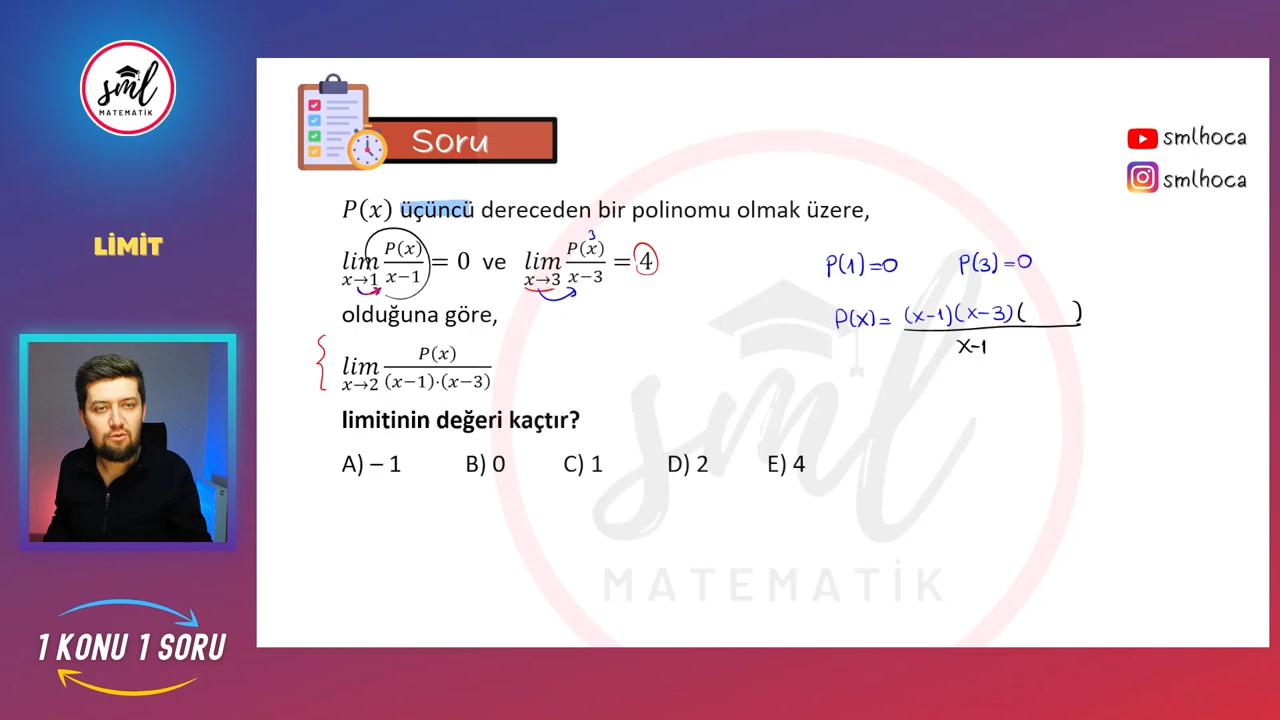 sml
MATEMATİK
LİMİT
1 KONU 1 SORU
Soru
smlhoca
smlhoca
P(x) üçüncü dereceden bir polinomu olmak üzere,
lim x→1 P(x)/x−1 = 0 ve lim x→3 P(x)/x−3 = 4
3
olduğuna göre,
lim x→2 P(x)/(x−1)·(x−3)
limitinin değeri kaçtır?
A) – 1 B) 0 C) 1 D) 2 E) 4
P(1)=0 P(3)=0
P(x)= (x-1)(x-3)( )
x-1
sml
MATEMATİK